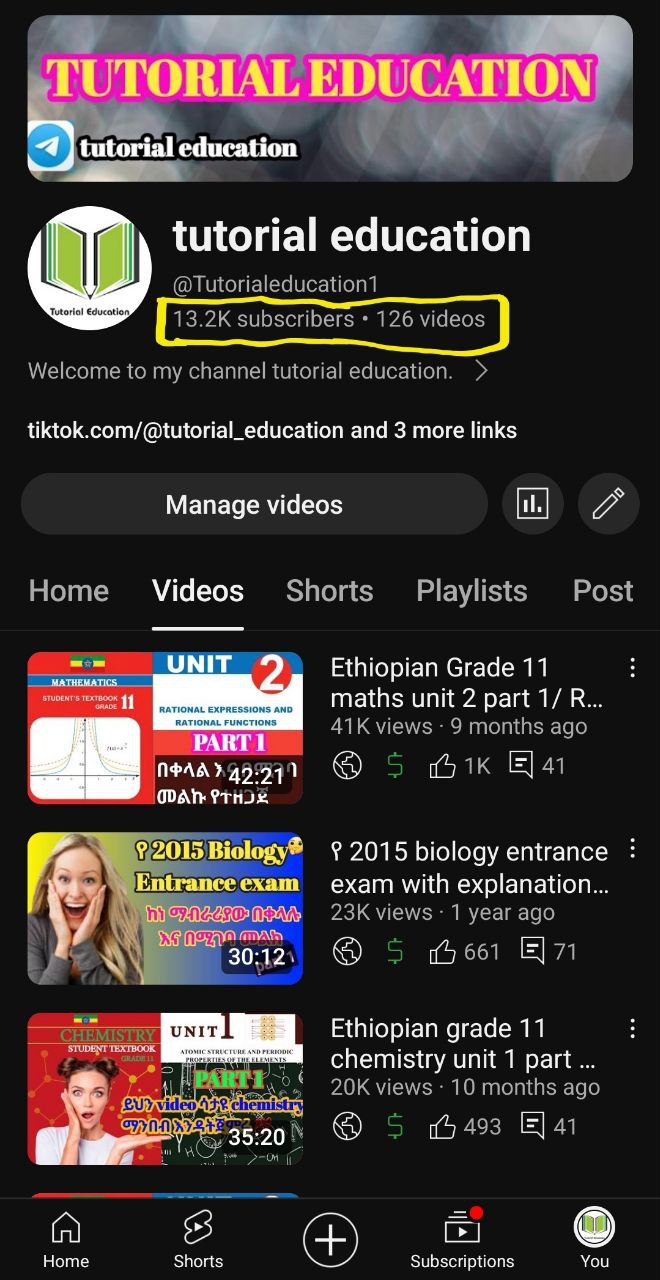 TUTORIAL EDUCATION
tutorial education
Tutorial Education
tutorial education
@Tutorialeducation1
13.2K subscribers • 126 videos
Welcome to my channel tutorial education.
tiktok.com/@tutorial_education and 3 more links
Manage videos
Home Videos Shorts Playlists Post
MATHEMATICS
STUDENT'S TEXTBOOK
GRADE 11
UNIT 2
RATIONAL EXPRESSIONS AND
RATIONAL FUNCTIONS
PART 1
በቀላል
42:21
መልኩ የተዘጋጀ
Ethiopian Grade 11
maths unit 2 part 1/ R...
41K views · 9 months ago
1K 41
የ 2015 Biology
Entrance exam
ከነ ማብራሪያው በቀላሉ
እና በሚገባ መልክ
part 1
30:12
የ 2015 biology entrance
exam with explanation...
23K views · 1 year ago
661 71
CHEMISTRY
STUDENT TEXTBOOK
GRADE 11
UNIT 1
ATOMIC STRUCTURE AND PERIODIC
PROPERTIES OF THE ELEMENTS
PART 1
ይህን video ሳታዩ chemistry
ማንበብ እንዳትጀምሩ
35:20
Ethiopian grade 11
chemistry unit 1 part ...
20K views · 10 months ago
493 41
Home Shorts Subscriptions You